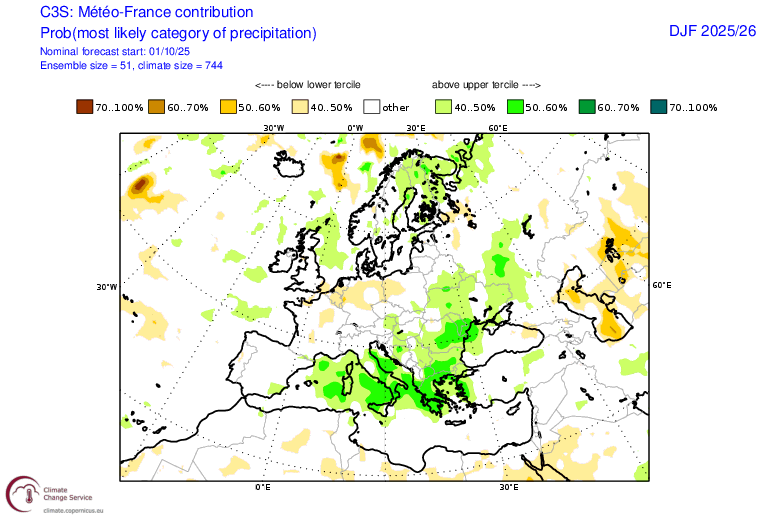 C3S: Météo-France contribution
Prob(most likely category of precipitation)
DJF 2025/26
Nominal forecast start: 01/10/25
Ensemble size = 51, climate size = 744
<---- below lower tercile
above upper tercile ---->
70..100% 60..70% 50..60% 40..50% other 40..50% 50..60% 60..70% 70..100%
30°W 0°W 30°E 60°E
30°W
60°E
0°E 30°E
Climate
Change Service
climate.copernicus.eu